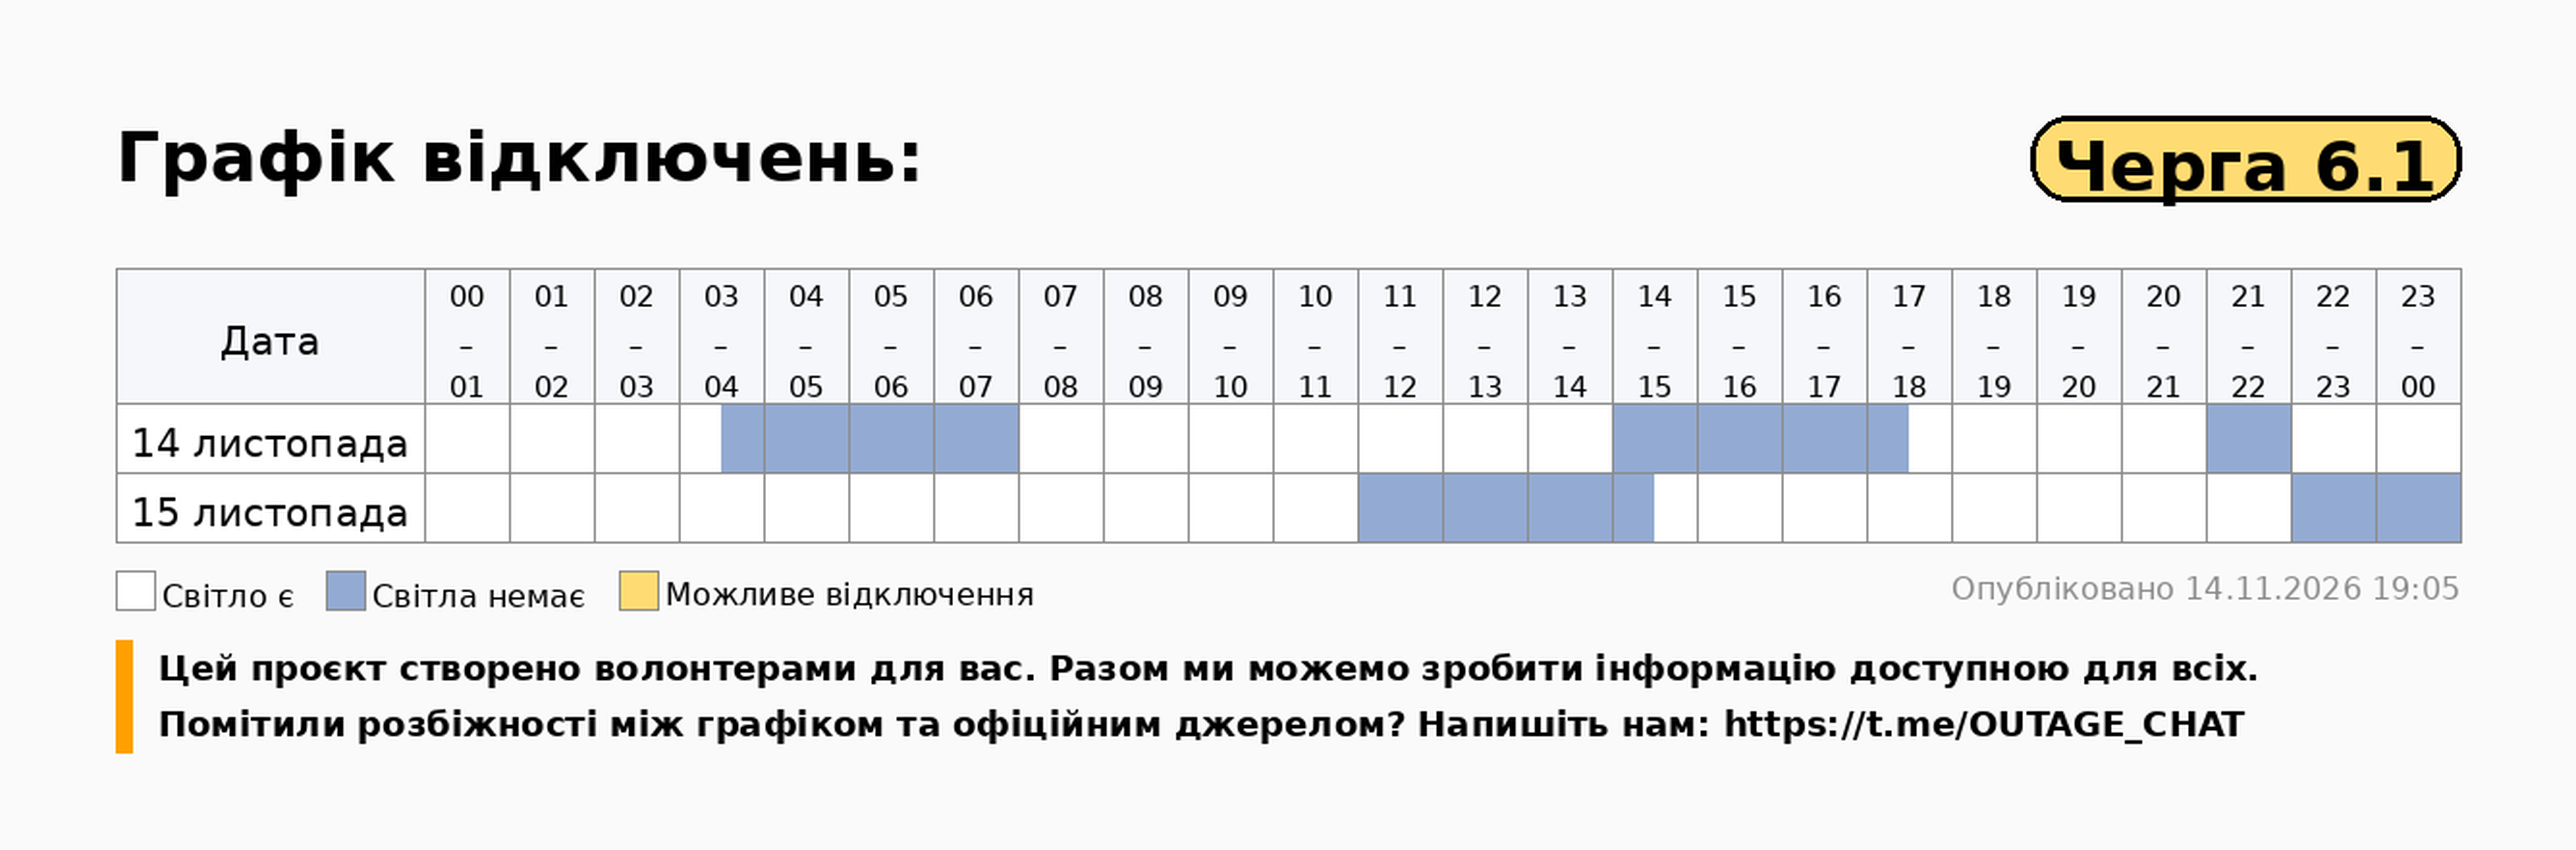 Графік відключень:
Черга 6.1
Дата
00 – 01
01 – 02
02 – 03
03 – 04
04 – 05
05 – 06
06 – 07
07 – 08
08 – 09
09 – 10
10 – 11
11 – 12
12 – 13
13 – 14
14 – 15
15 – 16
16 – 17
17 – 18
18 – 19
19 – 20
20 – 21
21 – 22
22 – 23
23 – 00
14 листопада
15 листопада
Світло є
Світла немає
Можливе відключення
Опубліковано 14.11.2026 19:05
Цей проєкт створено волонтерами для вас. Разом ми можемо зробити інформацію доступною для всіх.
Помітили розбіжності між графіком та офіційним джерелом? Напишіть нам: https://t.me/OUTAGE_CHAT